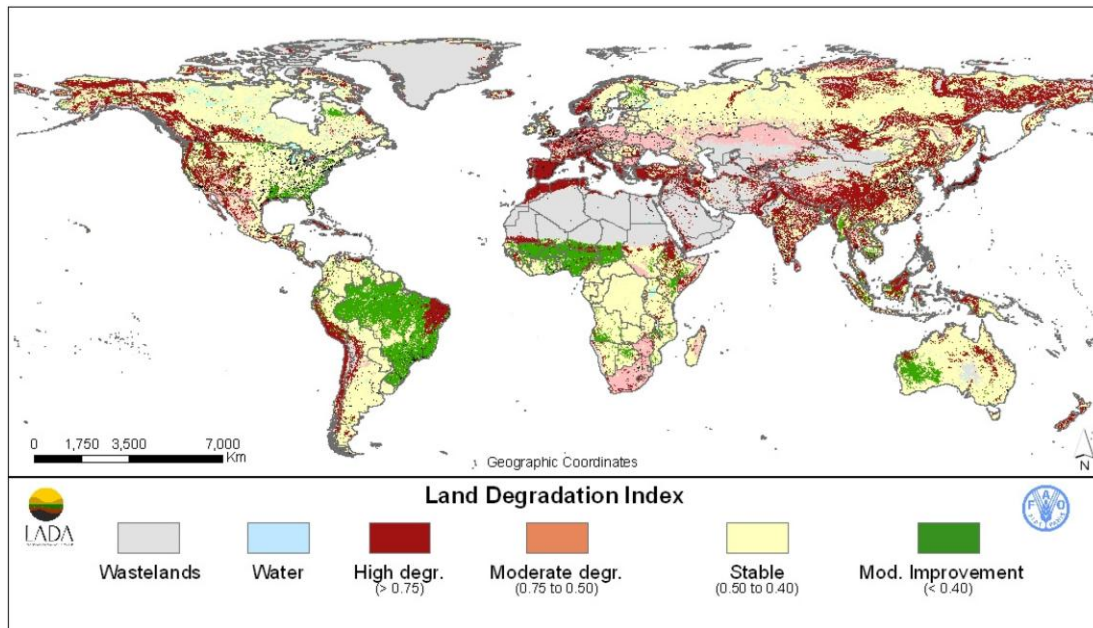 0 1,750 3,500 7,000
Km
Geographic Coordinates
N
Land Degradation Index
LADA
F A O
Wastelands
Water
High degr.
(> 0.75)
Moderate degr.
(0.75 to 0.50)
Stable
(0.50 to 0.40)
Mod. Improvement
(< 0.40)